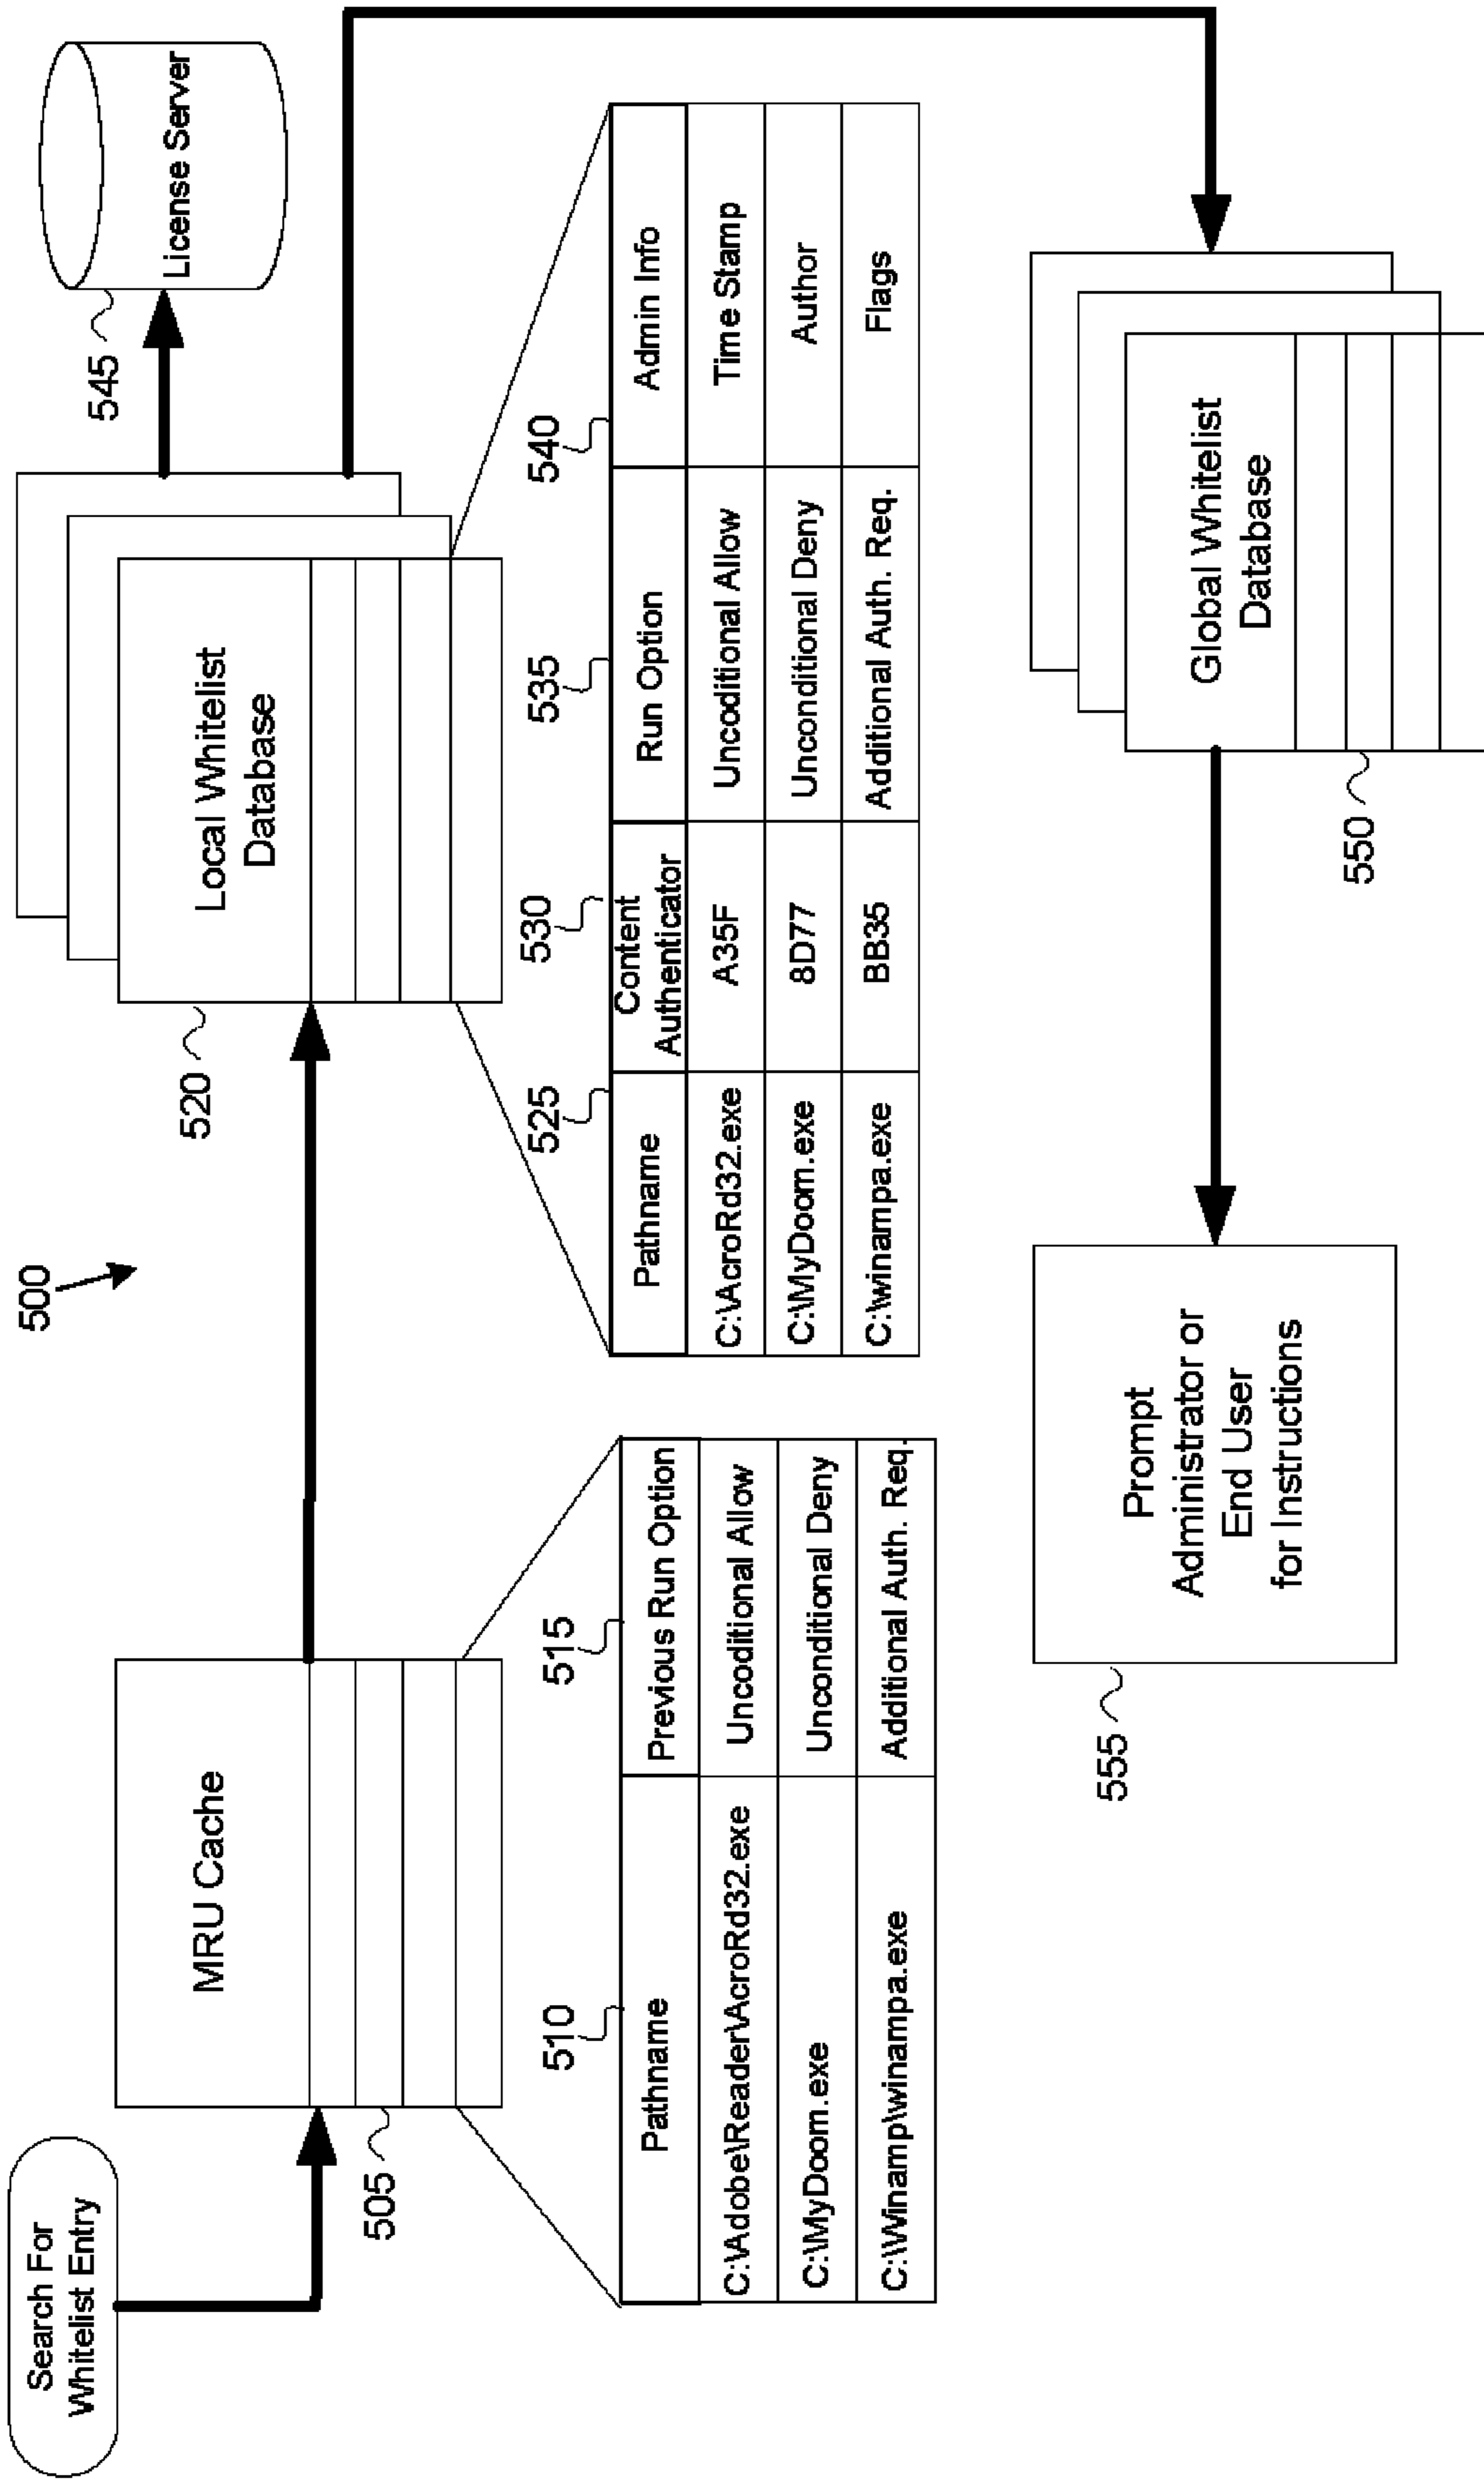 500
Search For
Whitelist Entry
MRU Cache
505
Local Whitelist
Database
520
License Server
545
510
515
Pathname
Previous Run Option
C:\Adobe\Reader\AcroRd32.exe
Uncoditional Allow
C:\MyDoom.exe
Unconditional Deny
C:\Winamp\winampa.exe
Additional Auth. Req.
525
530
535
540
Pathname
Content
Authenticator
Run Option
Admin Info
C:\AcroRd32.exe
A35F
Uncoditional Allow
Time Stamp
C:\MyDoom.exe
8D77
Unconditional Deny
Author
C:\winampa.exe
BB35
Additional Auth. Req.
Flags
Prompt
Administrator or
End User
for Instructions
555
Global Whitelist
Database
550